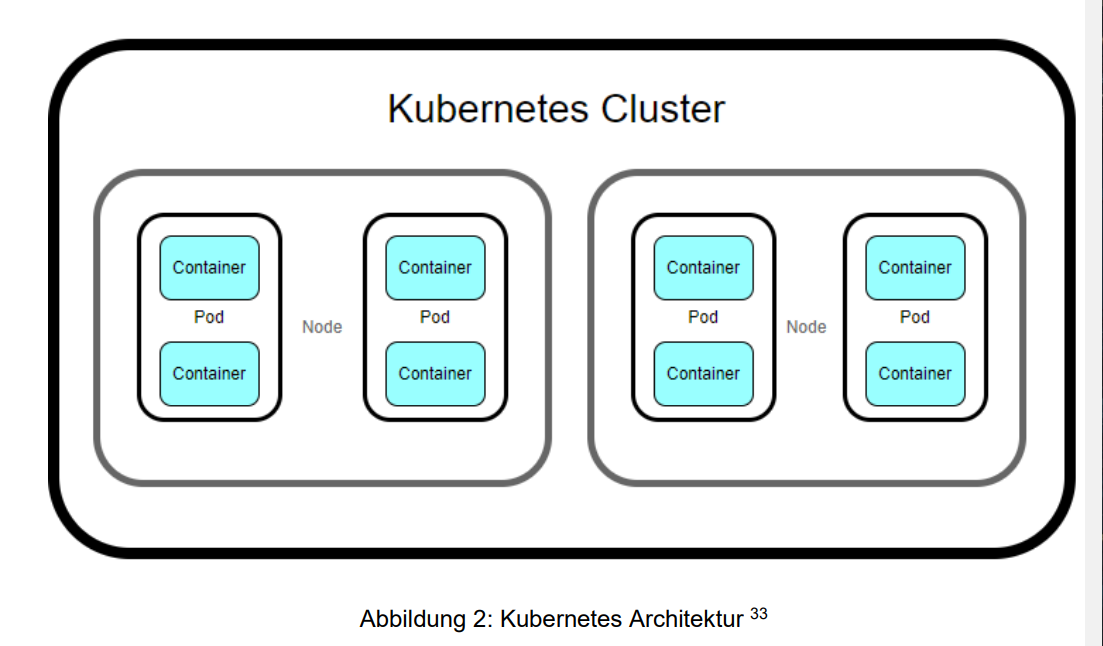 Kubernetes Cluster
Container Container Container Container
Pod Pod Pod Pod
Node Node
Container Container Container Container
Abbildung 2: Kubernetes Architektur 33